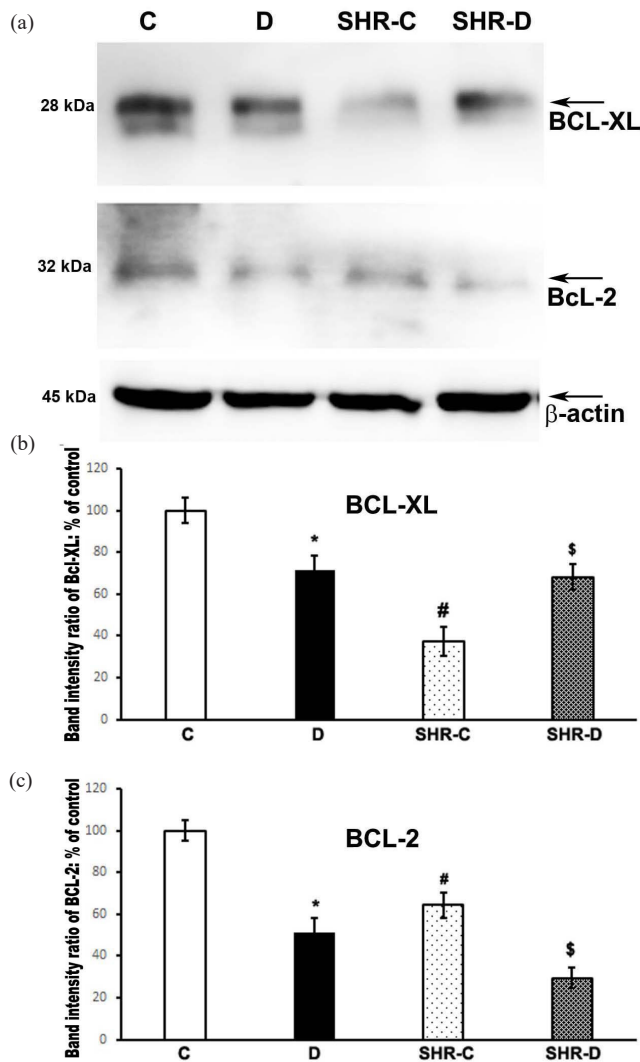 (a)
C D SHR-C SHR-D
28 kDa
BCL-XL
32 kDa
BcL-2
45 kDa
β-actin
(b)
Band intensity ratio of Bcl-XL: % of control
120
100
80
60
40
20
0
BCL-XL
*
#
$
C D SHR-C SHR-D
(c)
Band intensity ratio of BCL-2: % of control
120
100
80
60
40
20
0
BCL-2
*
#
$
C D SHR-C SHR-D